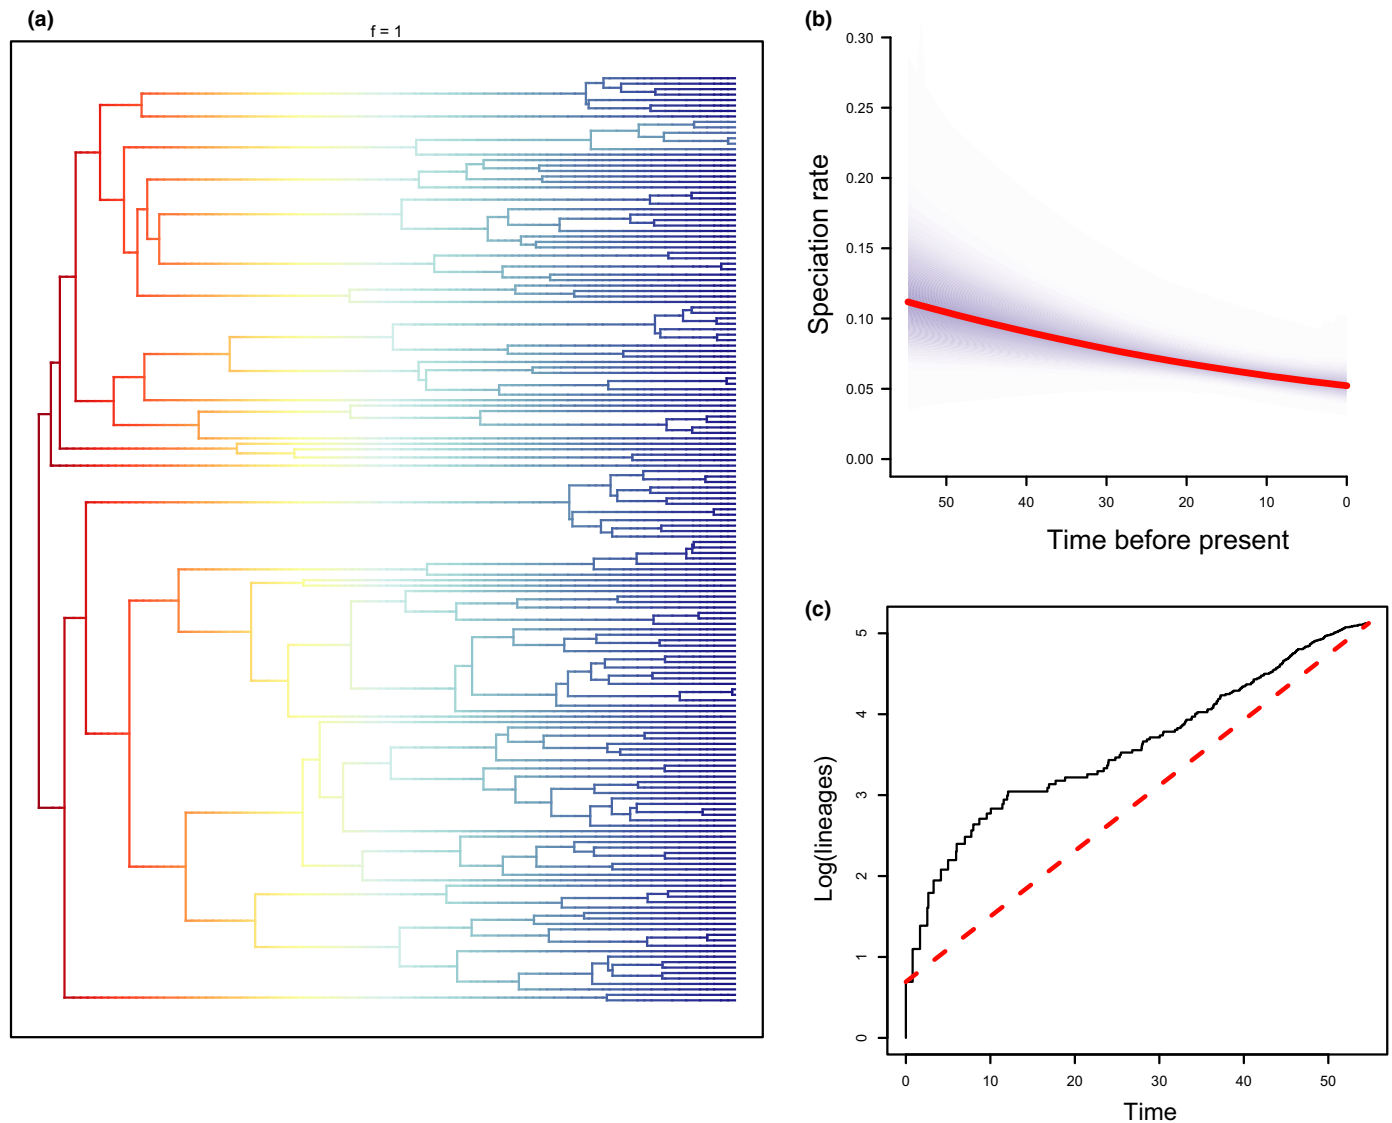 (a)
f = 1
(b)
Speciation rate
0.30
0.25
0.20
0.15
0.10
0.05
0.00
50 40 30 20 10 0
Time before present
(c)
Log(lineages)
5
4
3
2
1
0
0 10 20 30 40 50
Time